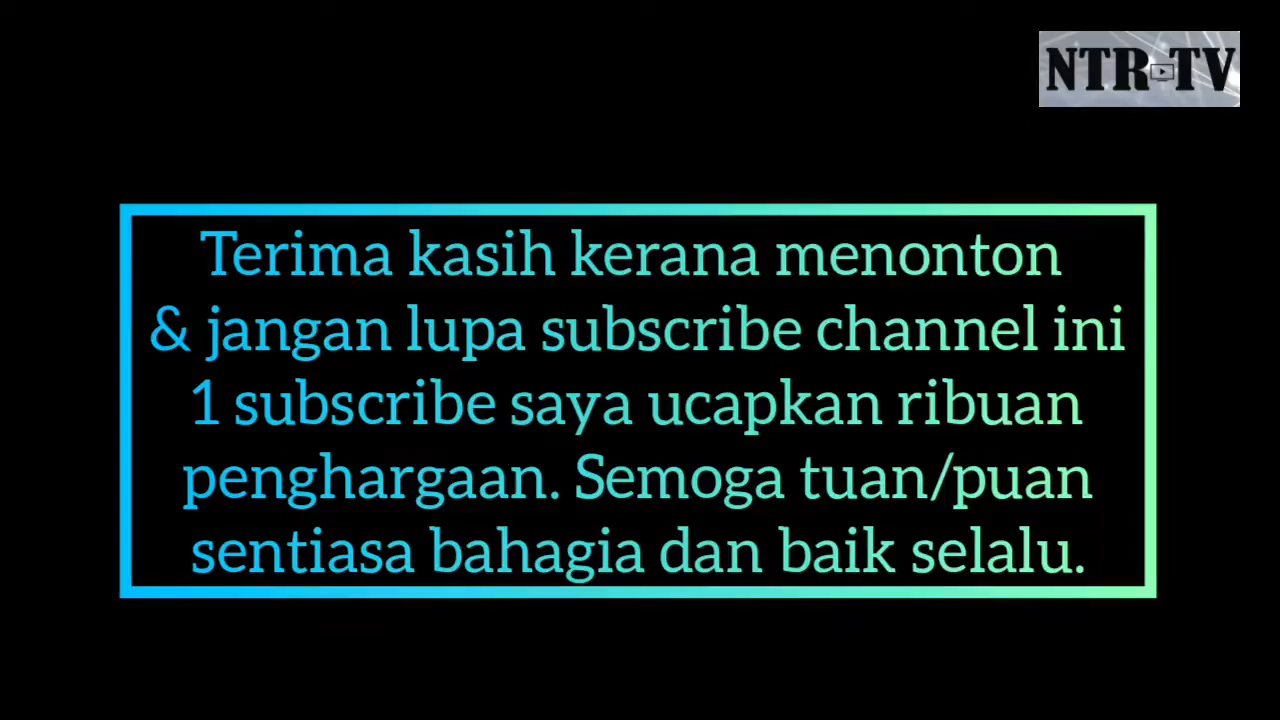 NTR TV
Terima kasih kerana menonton
& jangan lupa subscribe channel ini
1 subscribe saya ucapkan ribuan
penghargaan. Semoga tuan/puan
sentiasa bahagia dan baik selalu.